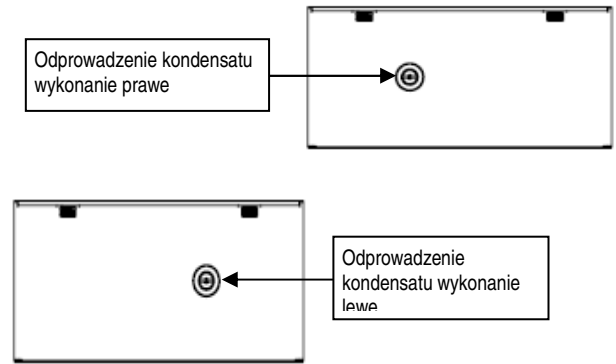 Odprowadzenie kondensatu
wykonanie prawe
Odprowadzenie
kondensatu wykonanie
lewe